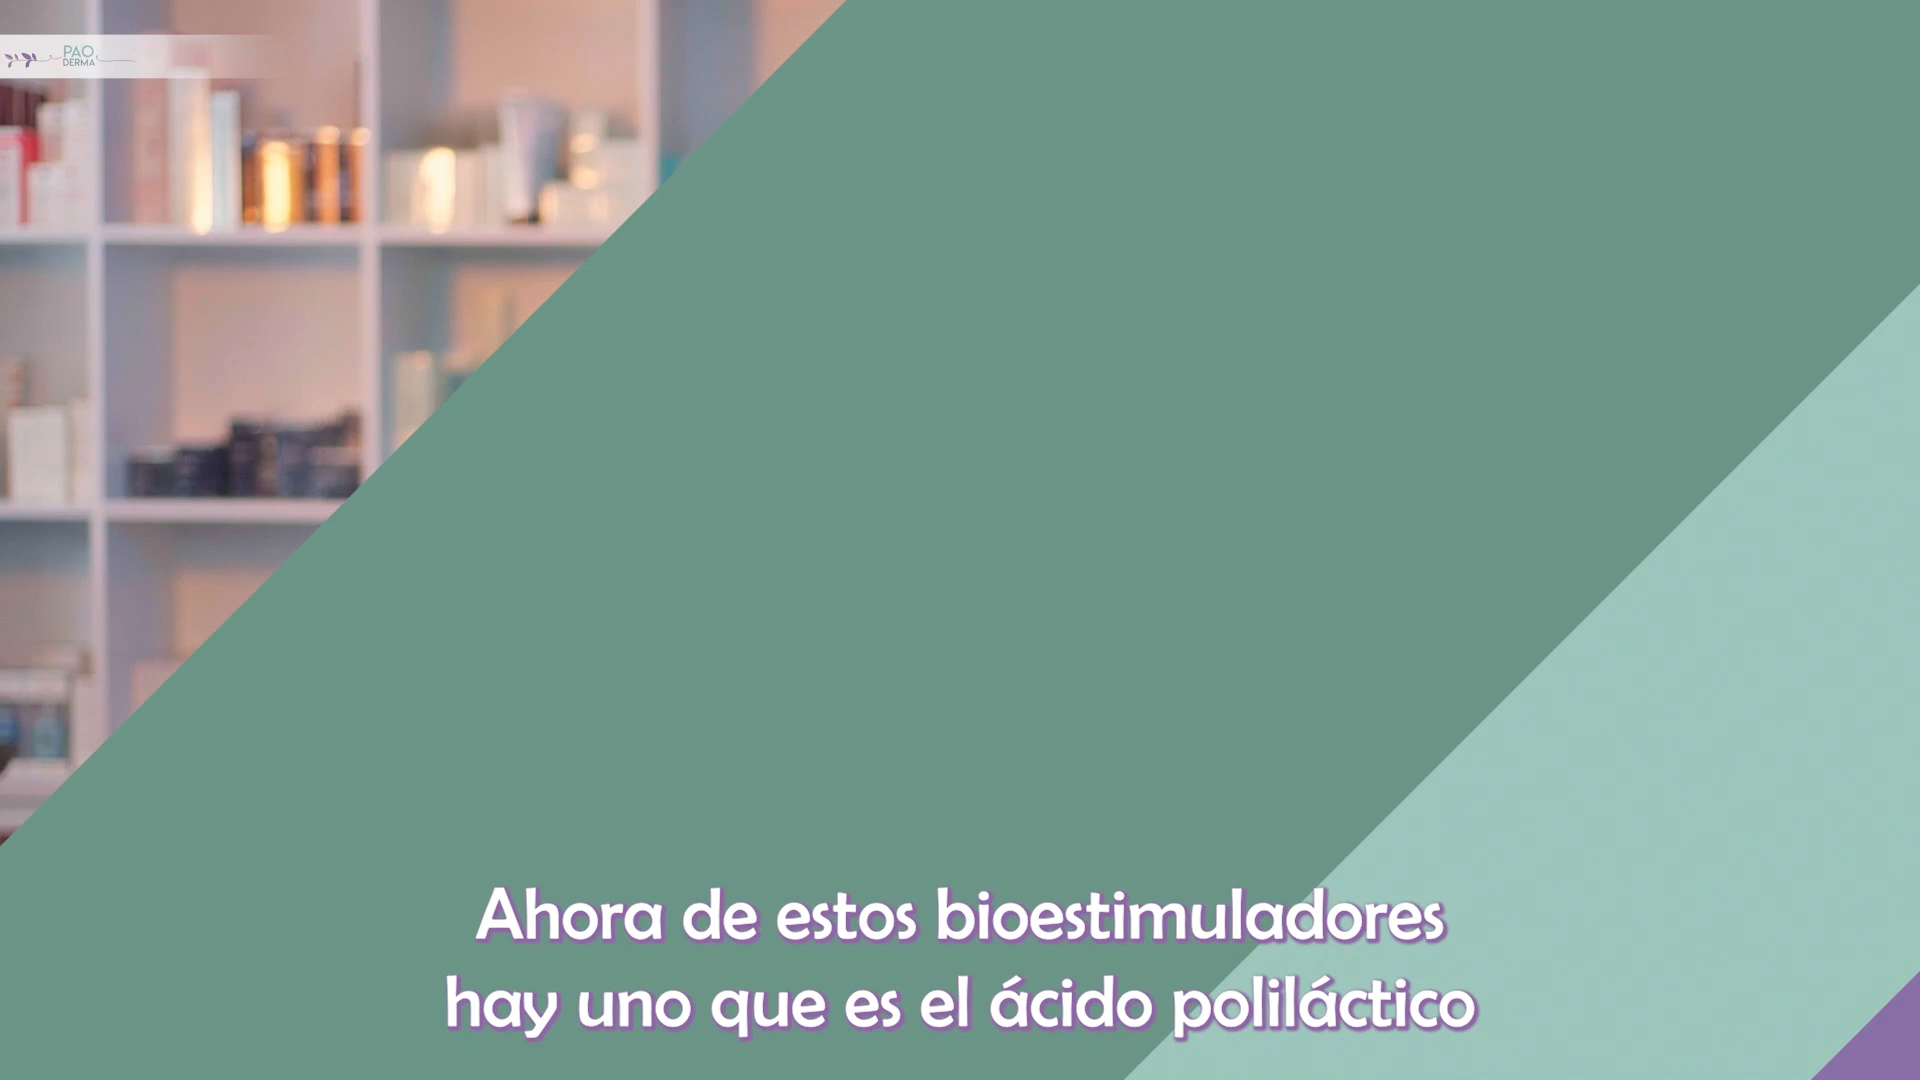 PAO
DERMA
Ahora de estos bioestimuladores
hay uno que es el ácido poliláctico